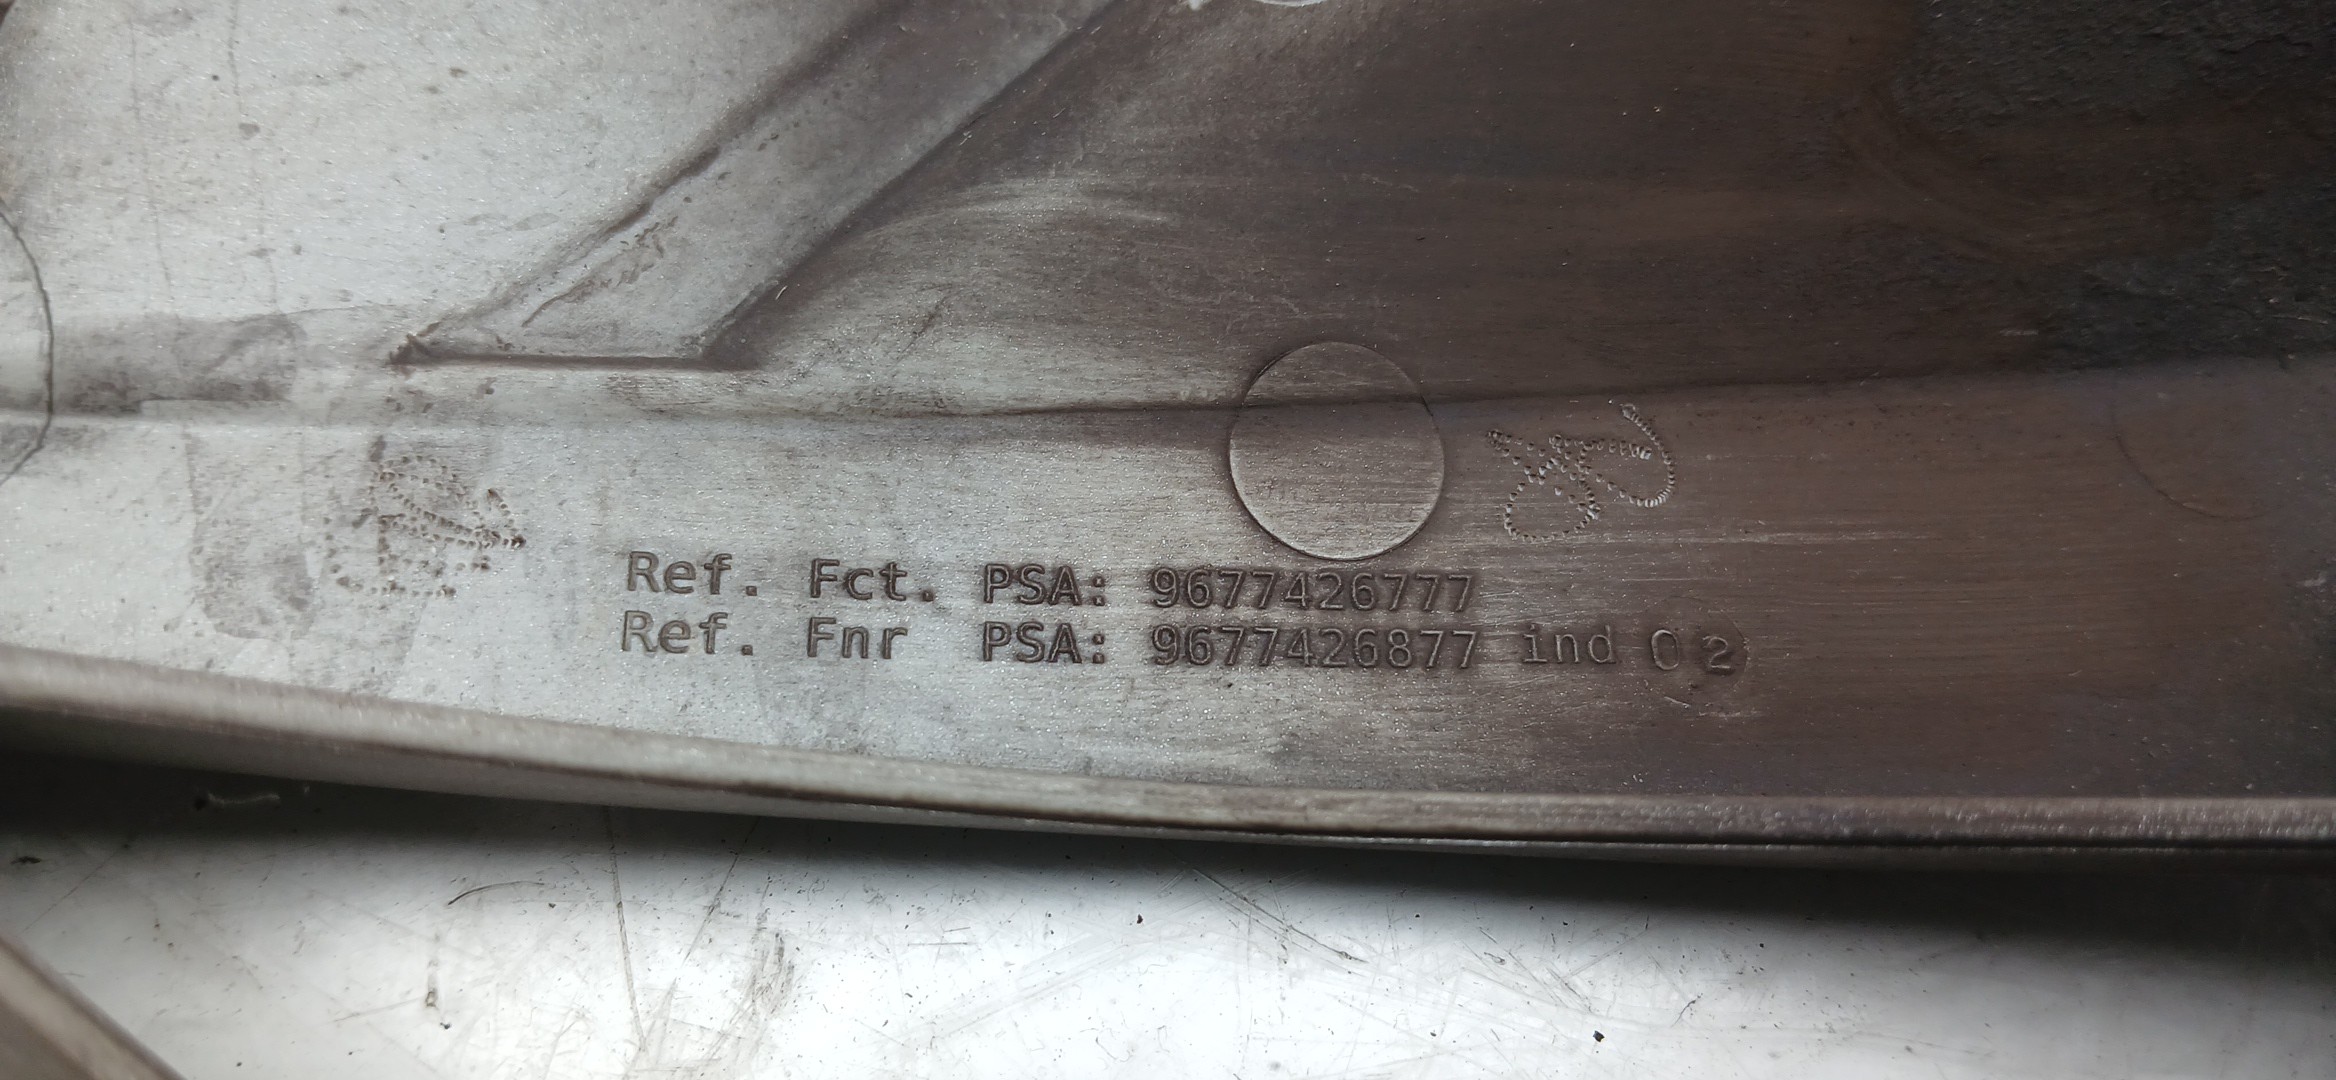 Ref. Fct. PSA: 9677426777
Ref. Fnr PSA: 9677426877 ind 02